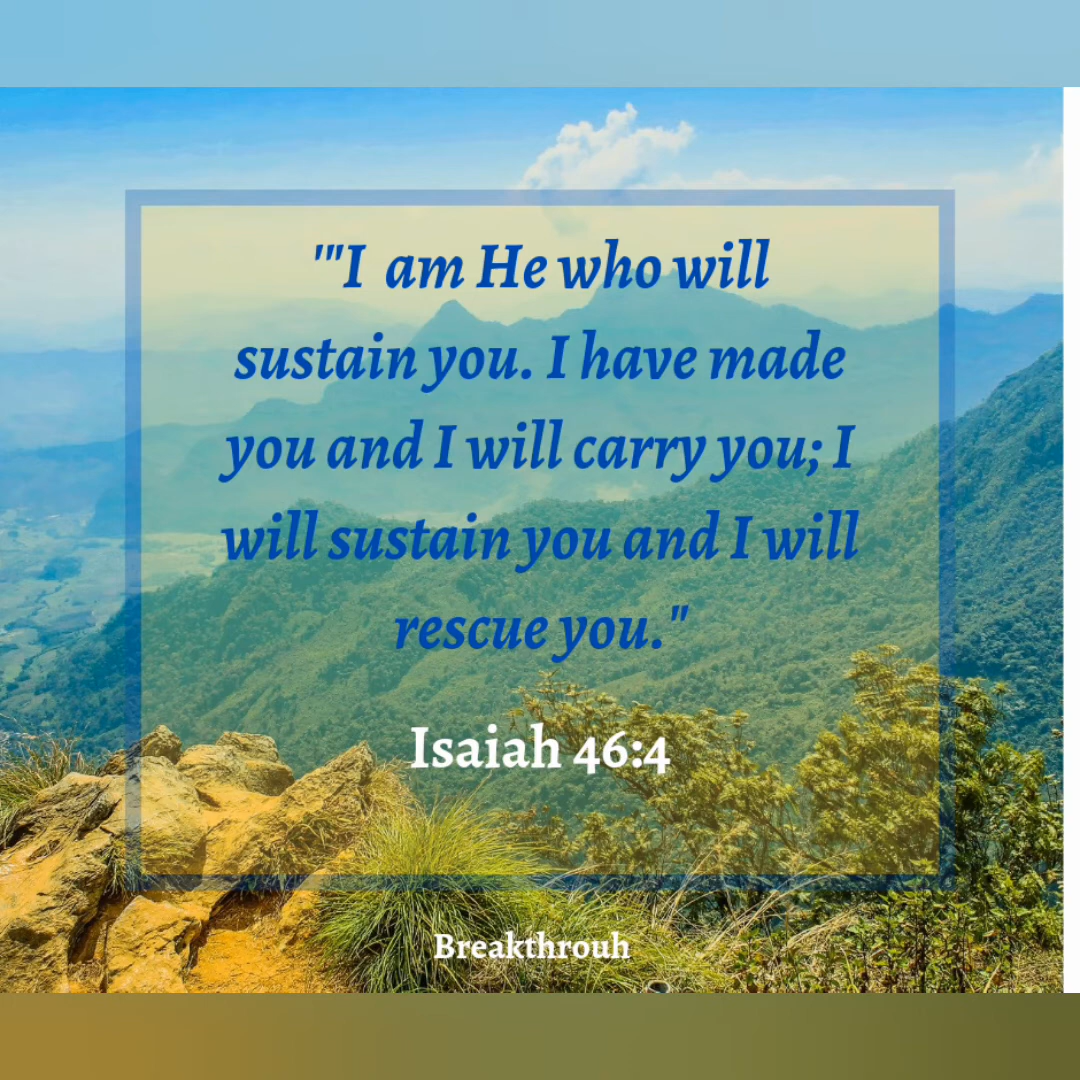 '"I am He who will
sustain you. I have made
you and I will carry you; I
will sustain you and I will
rescue you."
Isaiah 46:4
Breakthrouh